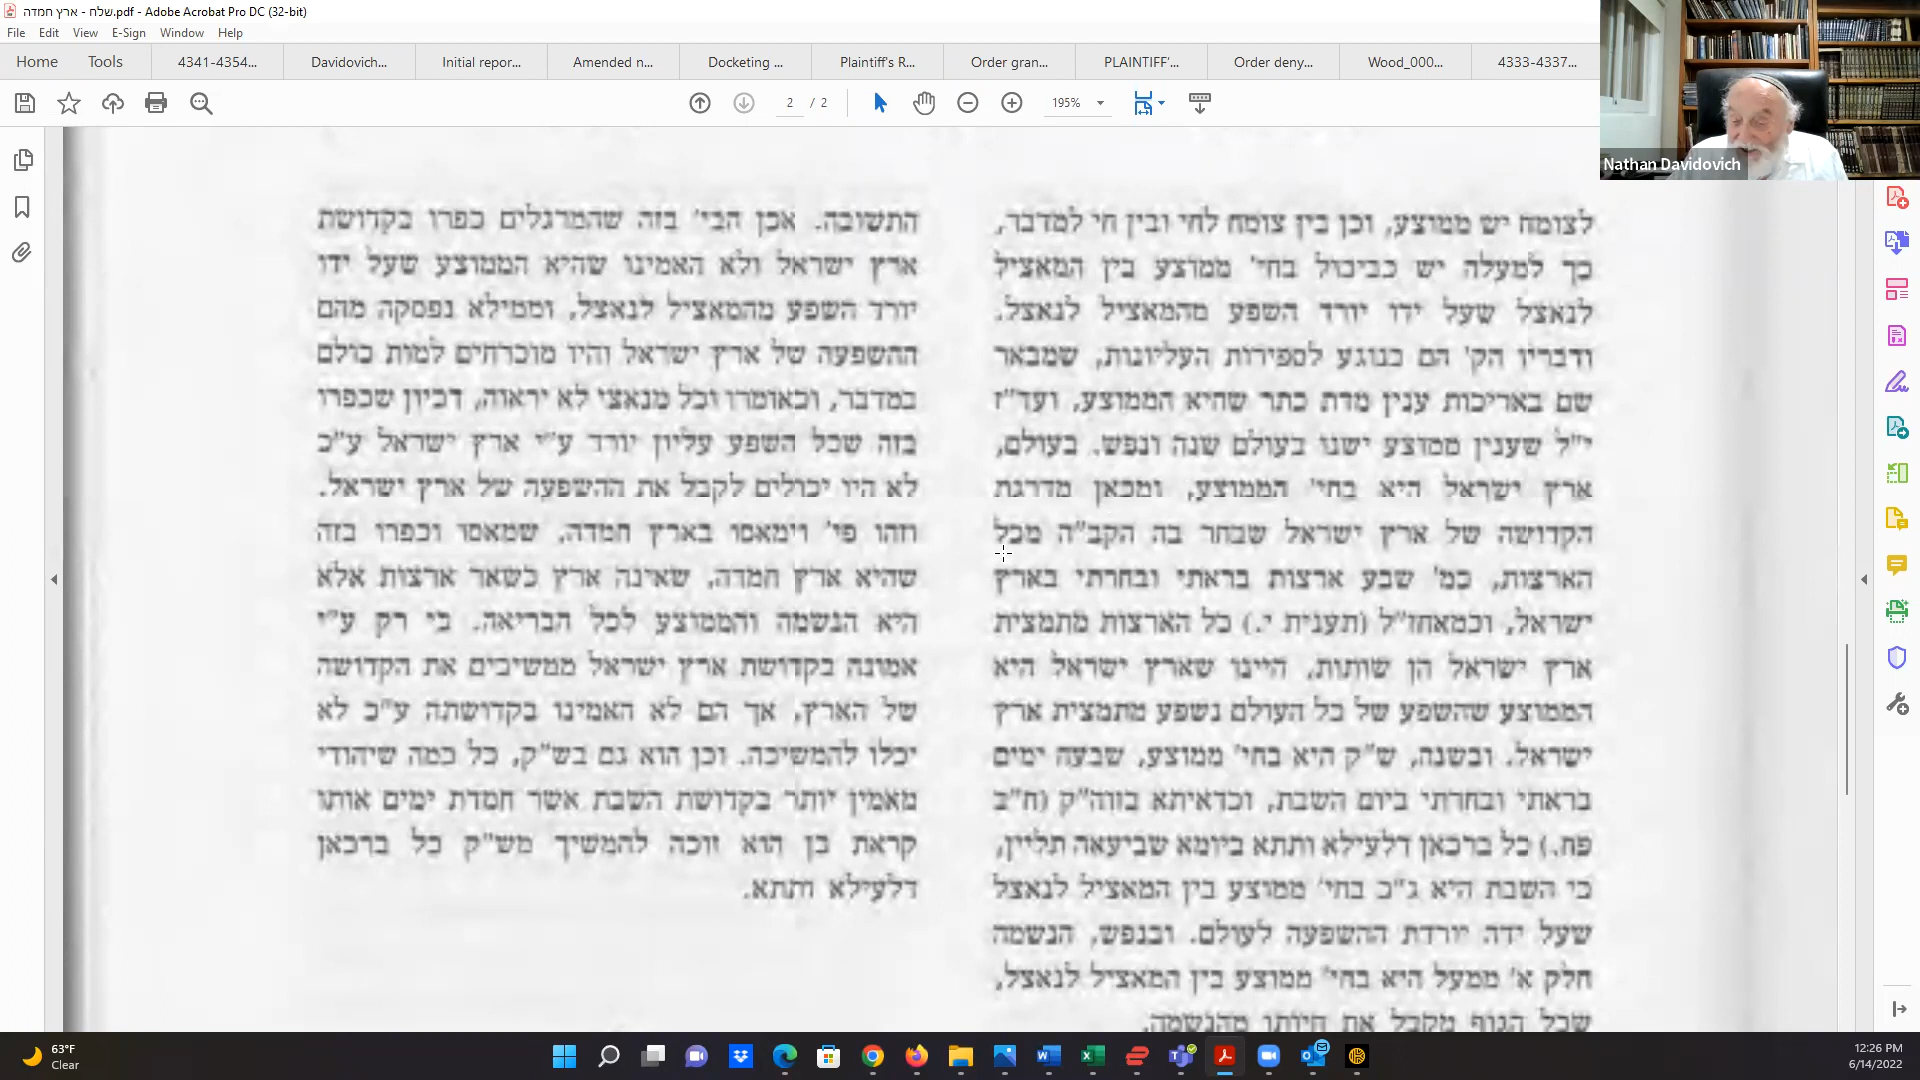 שלח - ארץ חמדה.pdf - Adobe Acrobat Pro DC (32-bit)
File Edit View E-Sign Window Help
Home Tools 4341-4354... Davidovich... Initial repor... Amended n... Docketing ... Plaintiff's R... Order gran... PLAINTIFF'... Order deny... Wood_000... 4333-4337...
2 / 2 195%
Nathan Davidovich
לצומח יש ממוצע, וכן בין צומח לחי ובין חי למדבר,
כך למעלה יש כביכול בחי' ממוצע בין המאציל
לנאצל שעל ידו יורד השפע מהמאציל לנאצל.
ודבריו הק' הם בנוגע לספירות העליונות, שמבאר
שם באריכות ענין מדת כתר שהיא הממוצע, ועד"ז
י"ל שענין ממוצע ישנו בעולם שנה ונפש. בעולם,
ארץ ישראל היא בחי' הממוצע, ומכאן מדרגת
הקדושה של ארץ ישראל שבחר בה הקב"ה מכל
הארצות, כמ' שבע ארצות בראתי ובחרתי בארץ
ישראל, וכמאחז"ל (תענית י.) כל הארצות מתמצית
ארץ ישראל הן שותות, היינו שארץ ישראל היא
הממוצע שהשפע של כל העולם נשפע מתמצית ארץ
ישראל. ובשנה, ש"ק היא בחי' ממוצע, שבעה ימים
בראתי ובחרתי ביום השבת, וכדאיתא בזוה"ק (ח"ב
פח.) כל ברכאן דלעילא ותתא ביומא שביעאה תליין,
כי השבת היא ג"כ בחי' ממוצע בין המאציל לנאצל
שעל ידה יורדת ההשפעה לעולם. ובנפש, הנשמה
חלק א' ממעל היא בחי' ממוצע בין המאציל לנאצל,
שכל הגוף מקבל את חיותו מהנשמה.
התשובה. אכן הבי' בזה שהמרגלים כפרו בקדושת
ארץ ישראל ולא האמינו שהיא הממוצע שעל ידו
יורד השפע מהמאציל לנאצל, וממילא נפסקה מהם
ההשפעה של ארץ ישראל והיו מוכרחים למות כולם
במדבר, וכאומרו וכל מנאצי לא יראוה, דכיון שכפרו
בזה שכל השפע עליון יורד ע"י ארץ ישראל ע"כ
לא היו יכולים לקבל את ההשפעה של ארץ ישראל.
וזהו פי' וימאסו בארץ חמדה, שמאסו וכפרו בזה
שהיא ארץ חמדה, שאינה ארץ כשאר ארצות אלא
היא הנשמה והממוצע לכל הבריאה. כי רק ע"י
אמונה בקדושת ארץ ישראל ממשיכים את הקדושה
של הארץ, אך הם לא האמינו בקדושתה ע"כ לא
יכלו להמשיכה. וכן הוא גם בש"ק, כל כמה שיהודי
מאמין יותר בקדושת השבת אשר חמדת ימים אותו
קראת כן הוא זוכה להמשיך מש"ק כל ברכאן
דלעילא ותתא.
63°F
Clear
12:26 PM
6/14/2022